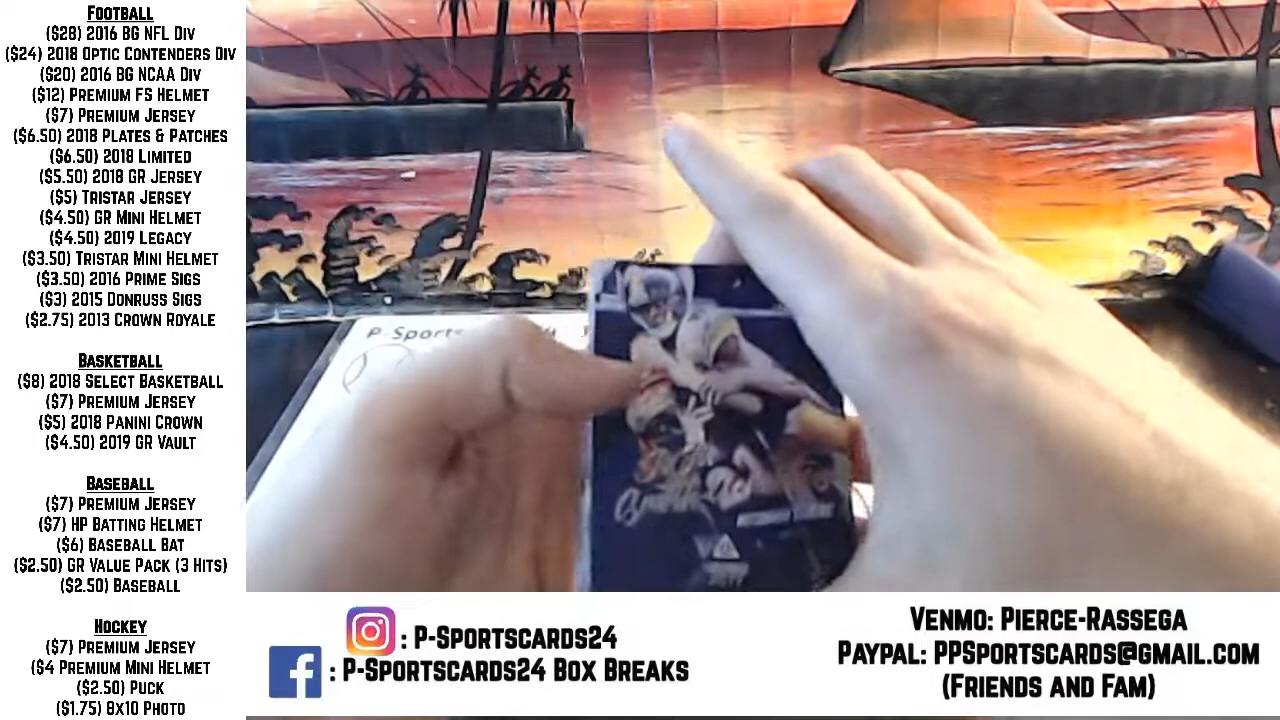 Football
($28) 2016 BG NFL Div
($24) 2018 Optic Contenders Div
($20) 2016 BG NCAA Div
($12) Premium FS Helmet
($7) Premium Jersey
($6.50) 2018 Plates & Patches
($6.50) 2018 Limited
($5.50) 2018 GR Jersey
($5) Tristar Jersey
($4.50) GR Mini Helmet
($4.50) 2019 Legacy
($3.50) Tristar Mini Helmet
($3.50) 2016 Prime Sigs
($3) 2015 Donruss Sigs
($2.75) 2013 Crown Royale
Basketball
($8) 2018 Select Basketball
($7) Premium Jersey
($5) 2018 Panini Crown
($4.50) 2019 GR Vault
Baseball
($7) Premium Jersey
($7) HP Batting Helmet
($6) Baseball Bat
($2.50) GR Value Pack (3 Hits)
($2.50) Baseball
Hockey
($7) Premium Jersey
($4 Premium Mini Helmet
($2.50) Puck
($1.75) 8x10 Photo
P-Sports
: P-Sportscards24
: P-Sportscards24 Box Breaks
Venmo: Pierce-Rassega
Paypal: PPSportscards@gmail.com
(Friends and Fam)